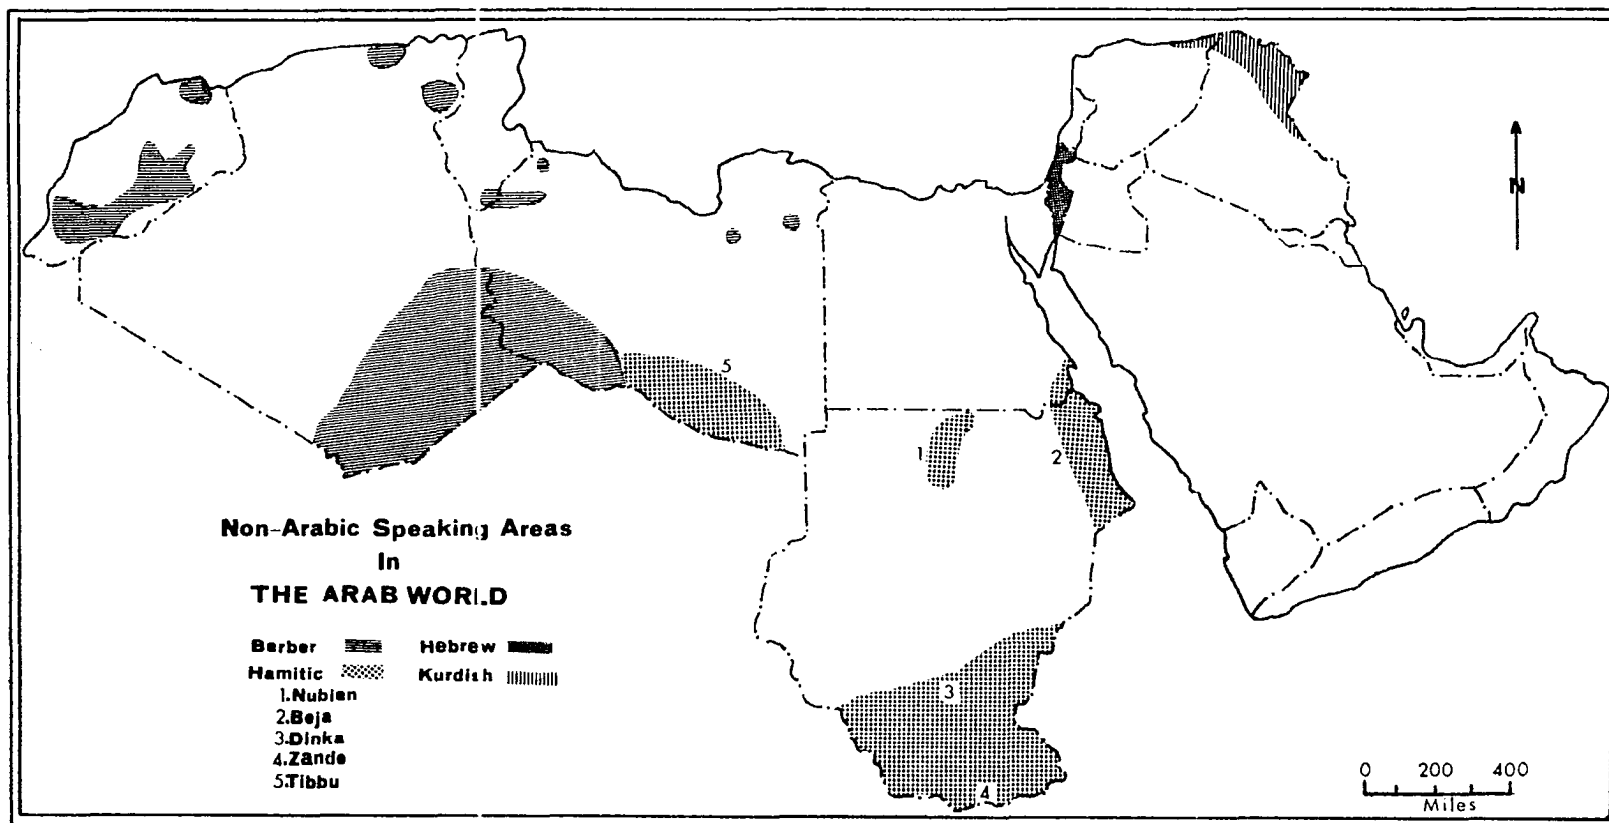 Non-Arabic Speaking Areas
In
THE ARAB WORLD
Berber
Hebrew
Hamitic
Kurdish
1.Nubian
2.Beja
3.Dinka
4.Zande
5.Tibbu
N
5
1
2
3
4
0 200 400
Miles